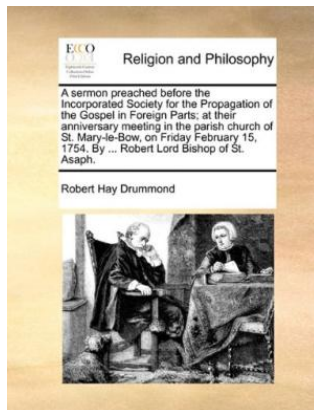 ECCO
Religion and Philosophy
A sermon preached before the
Incorporated Society for the Propagation of
the Gospel in Foreign Parts; at their
anniversary meeting in the parish church of
St. Mary-le-Bow, on Friday February 15,
1754. By ... Robert Lord Bishop of St.
Asaph.
Robert Hay Drummond